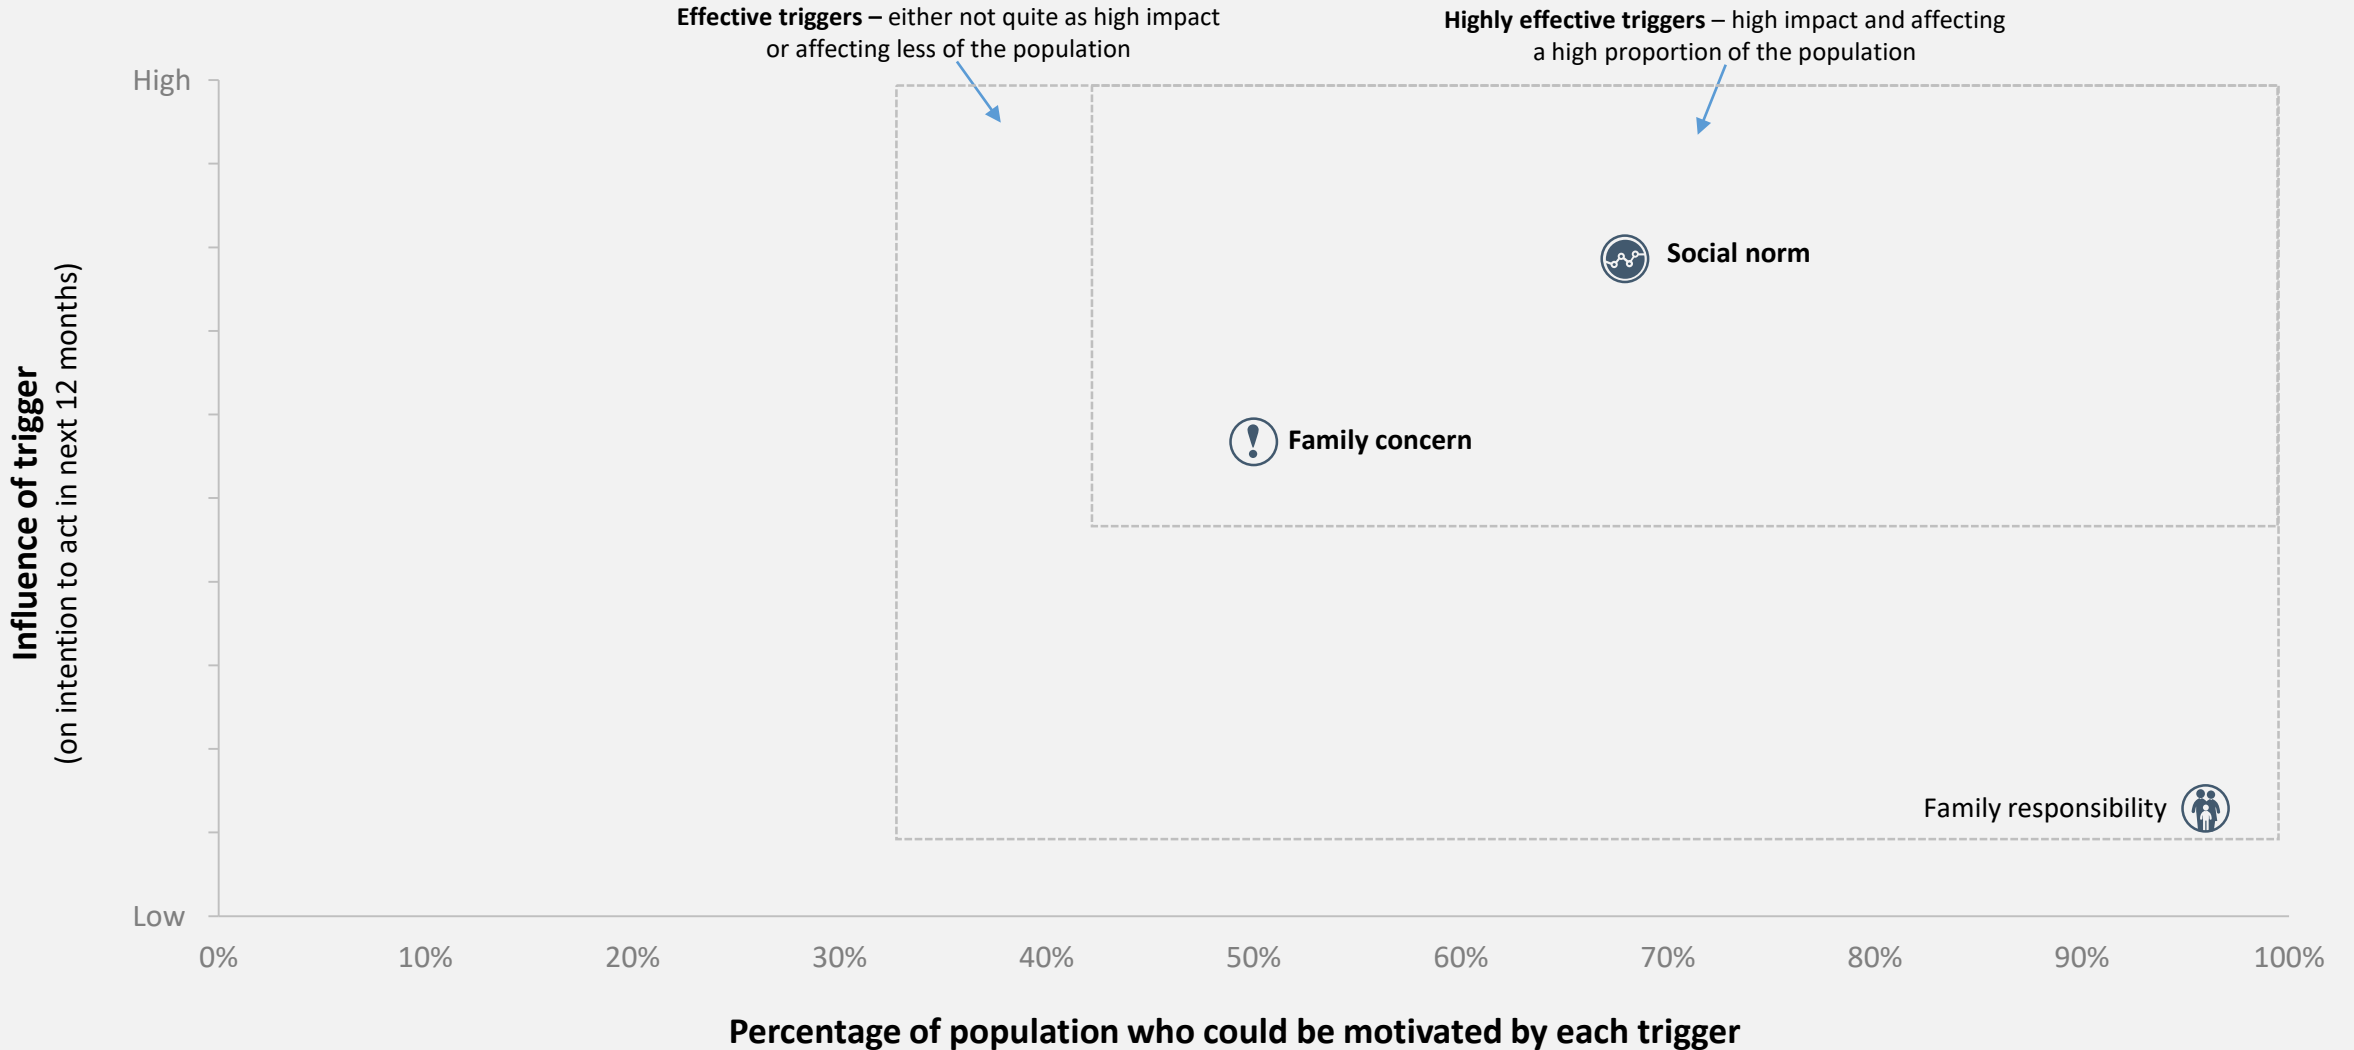 Effective triggers – either not quite as high impact
or affecting less of the population
Highly effective triggers – high impact and affecting
a high proportion of the population
High
Social norm
Influence of trigger
(on intention to act in next 12 months)
Family concern
Family responsibility
Low
0% 10% 20% 30% 40% 50% 60% 70% 80% 90% 100%
Percentage of population who could be motivated by each trigger